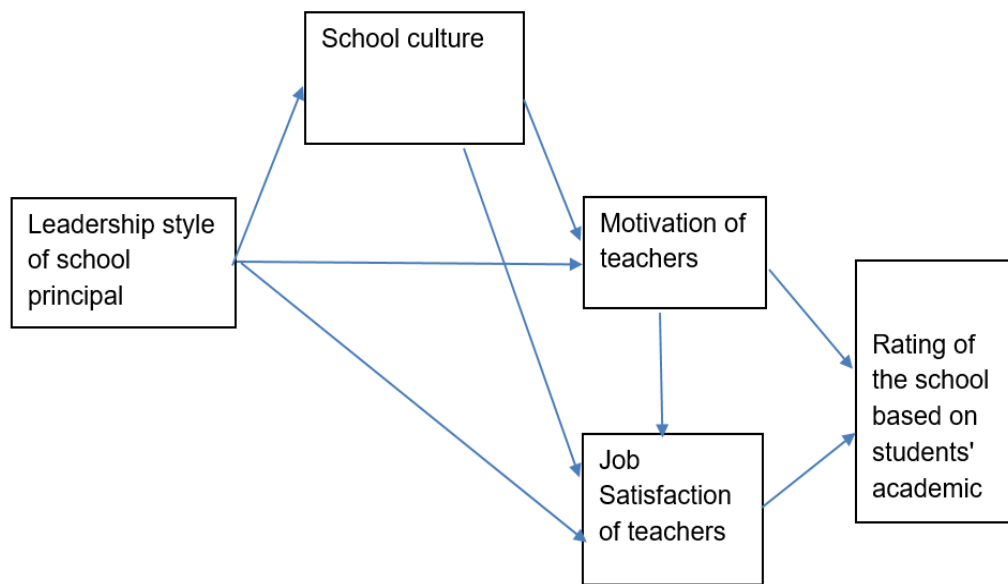 School culture
Leadership style
of school
principal
Motivation of
teachers
Job
Satisfaction
of teachers
Rating of
the school
based on
students'
academic